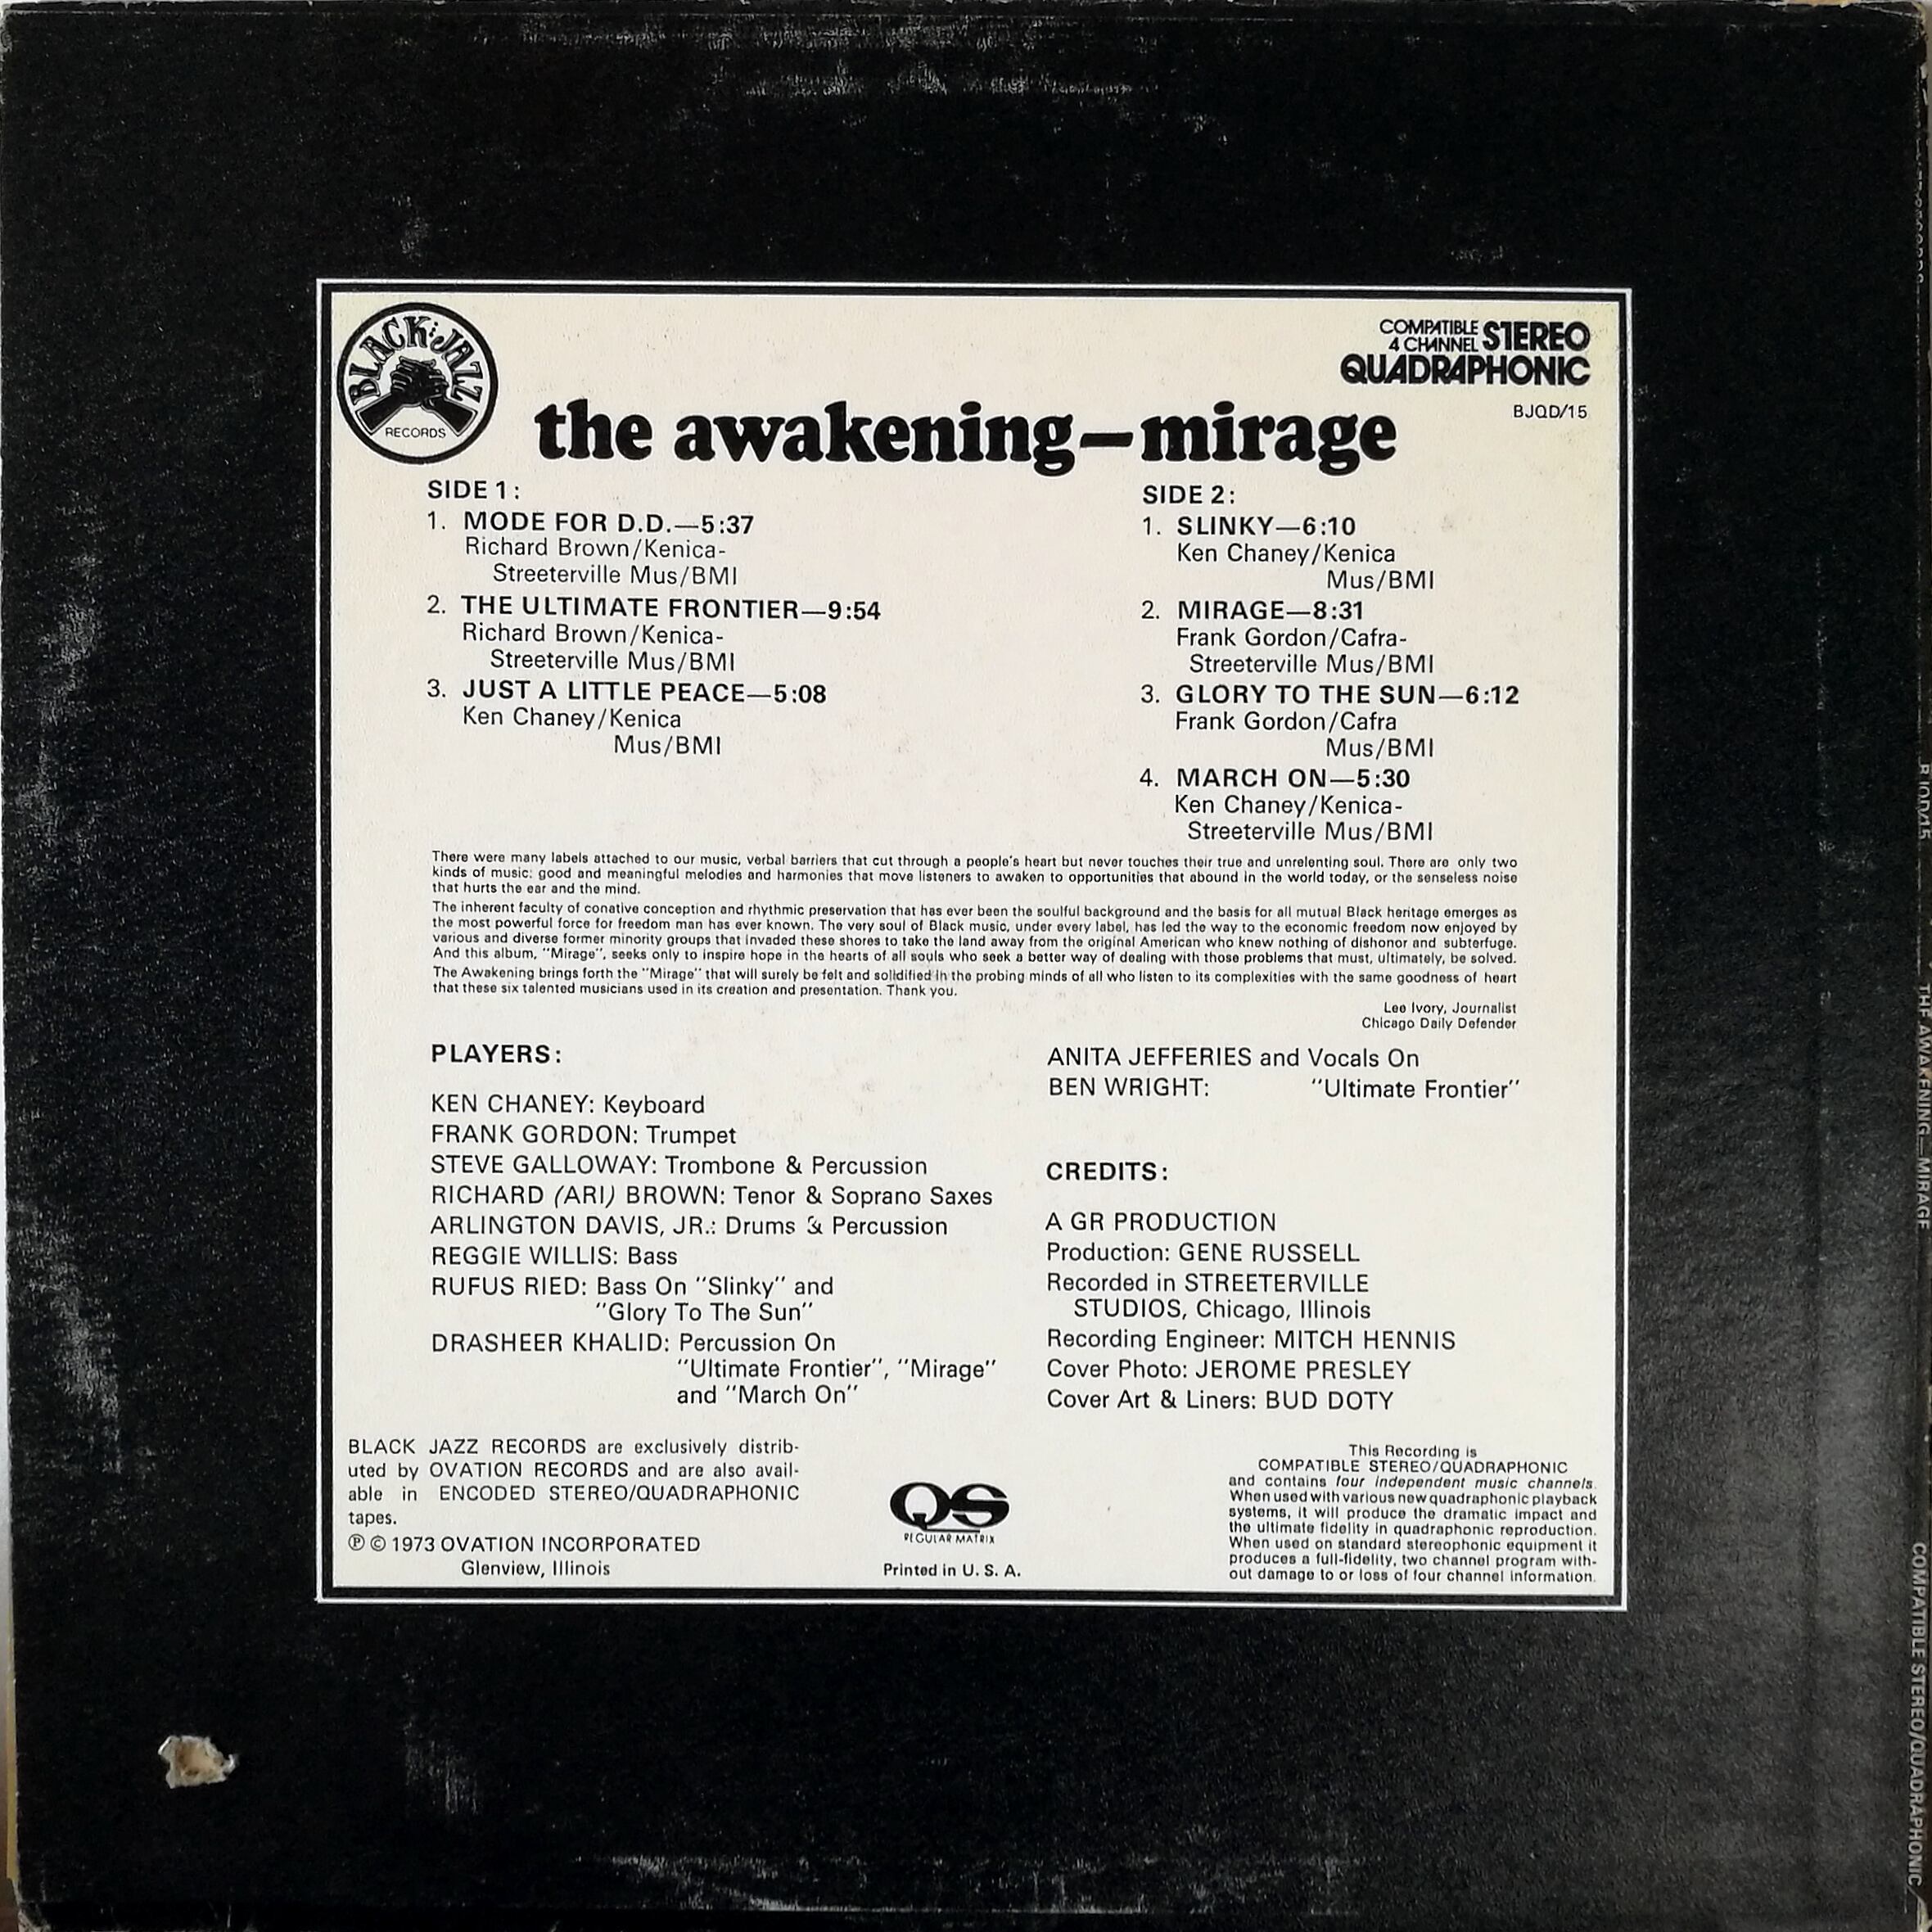 BLACK JAZZ
RECORDS
COMPATIBLE
4 CHANNEL STEREO
QUADRAPHONIC
BJQD/15
the awakening—mirage
SIDE 1:
1. MODE FOR D.D.—5:37
Richard Brown/Kenica-
Streeterville Mus/BMI
2. THE ULTIMATE FRONTIER—9:54
Richard Brown/Kenica-
Streeterville Mus/BMI
3. JUST A LITTLE PEACE—5:08
Ken Chaney/Kenica
Mus/BMI
SIDE 2:
1. SLINKY—6:10
Ken Chaney/Kenica
Mus/BMI
2. MIRAGE—8:31
Frank Gordon/Cafra-
Streeterville Mus/BMI
3. GLORY TO THE SUN—6:12
Frank Gordon/Cafra
Mus/BMI
4. MARCH ON—5:30
Ken Chaney/Kenica-
Streeterville Mus/BMI
There were many labels attached to our music, verbal barriers that cut through a people's heart but never touches their true and unrelenting soul. There are only two
kinds of music: good and meaningful melodies and harmonies that move listeners to awaken to opportunities that abound in the world today, or the senseless noise
that hurts the ear and the mind.
The inherent faculty of conative conception and rhythmic preservation that has ever been the soulful background and the basis for all mutual Black heritage emerges as
the most powerful force for freedom man has ever known. The very soul of Black music, under every label, has led the way to the economic freedom now enjoyed by
various and diverse former minority groups that invaded these shores to take the land away from the original American who knew nothing of dishonor and subterfuge.
And this album, "Mirage", seeks only to inspire hope in the hearts of all souls who seek a better way of dealing with those problems that must, ultimately, be solved.
The Awakening brings forth the "Mirage" that will surely be felt and solidified in the probing minds of all who listen to its complexities with the same goodness of heart
that these six talented musicians used in its creation and presentation. Thank you.
Lee Ivory, Journalist
Chicago Daily Defender
PLAYERS:
KEN CHANEY: Keyboard
FRANK GORDON: Trumpet
STEVE GALLOWAY: Trombone & Percussion
RICHARD (ARI) BROWN: Tenor & Soprano Saxes
ARLINGTON DAVIS, JR.: Drums & Percussion
REGGIE WILLIS: Bass
RUFUS RIED: Bass On "Slinky" and
"Glory To The Sun"
DRASHEER KHALID: Percussion On
"Ultimate Frontier", "Mirage"
and "March On"
ANITA JEFFERIES and Vocals On
BEN WRIGHT: "Ultimate Frontier"
CREDITS:
A GR PRODUCTION
Production: GENE RUSSELL
Recorded in STREETERVILLE
STUDIOS, Chicago, Illinois
Recording Engineer: MITCH HENNIS
Cover Photo: JEROME PRESLEY
Cover Art & Liners: BUD DOTY
BLACK JAZZ RECORDS are exclusively distrib-
uted by OVATION RECORDS and are also avail-
able in ENCODED STEREO/QUADRAPHONIC
tapes.
℗ © 1973 OVATION INCORPORATED
Glenview, Illinois
QS
REGULAR MATRIX
Printed in U. S. A.
This Recording is
COMPATIBLE STEREO/QUADRAPHONIC
and contains four independent music channels.
When used with various new quadraphonic playback
systems, it will produce the dramatic impact and
the ultimate fidelity in quadraphonic reproduction.
When used on standard stereophonic equipment it
produces a full-fidelity, two channel program with-
out damage to or loss of four channel information.
BJQD/15
THE AWAKENING—MIRAGE
COMPATIBLE STEREO/QUADRAPHONIC